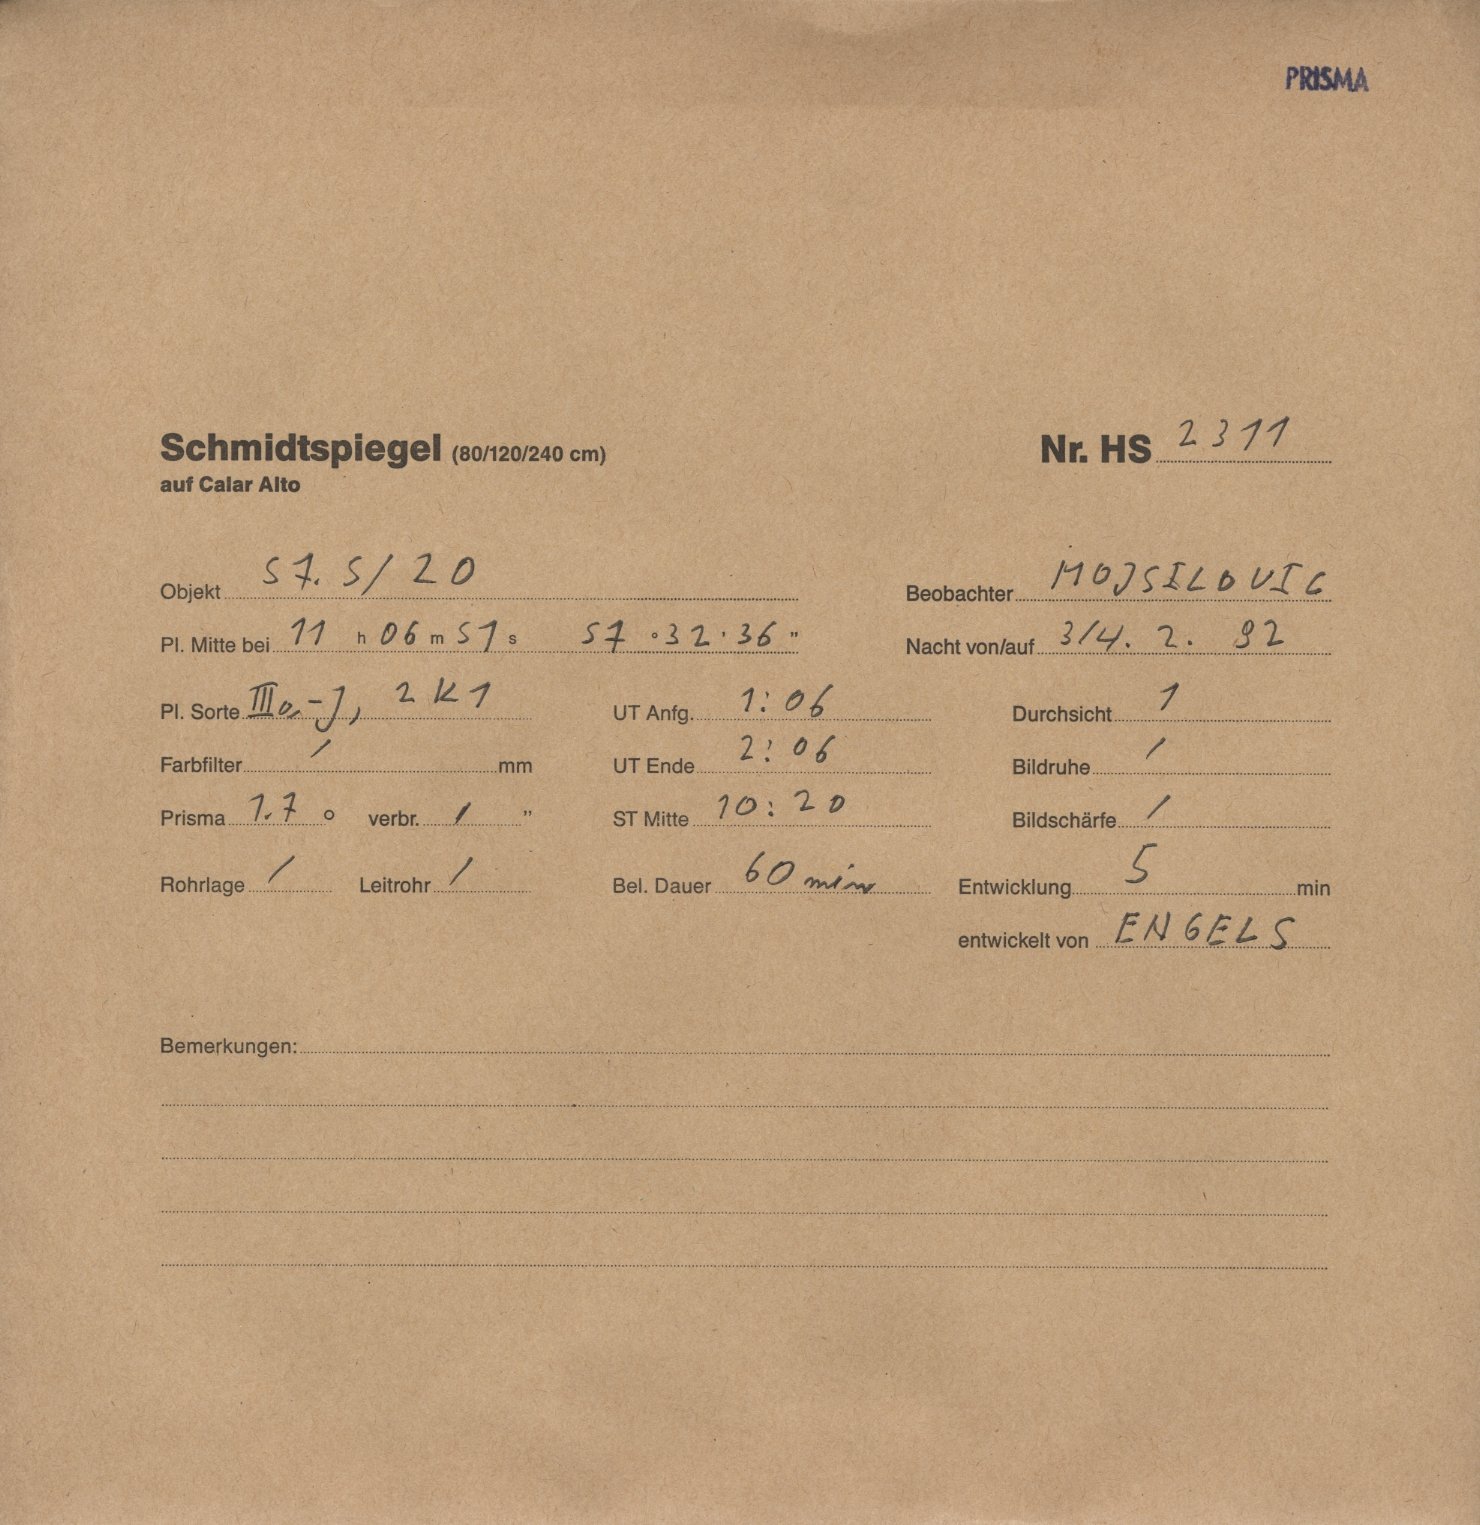 PRISMA
Schmidtspiegel (80/120/240 cm) Nr. HS 2311
auf Calar Alto
Objekt 57.5/20 Beobachter MOJSILOVIC
Pl. Mitte bei 11 h 06 m 51 s 57 ° 32 ' 36 " Nacht von/auf 3/4. 2. 92
Pl. Sorte IIIa-J, 2K1 UT Anfg. 1:06 Durchsicht 1
Farbfilter / mm UT Ende 2:06 Bildruhe /
Prisma 1.7 ° verbr. / " ST Mitte 10:20 Bildschärfe /
Rohrlage / Leitrohr / Bel. Dauer 60 min Entwicklung 5 min
entwickelt von ENGELS
Bemerkungen: